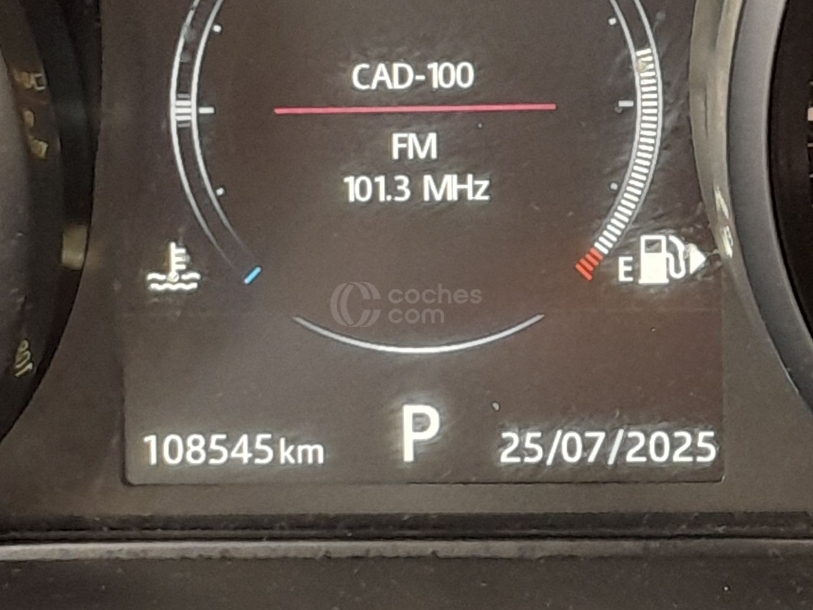 CAD-100
FM
101.3 MHz
E
coches
com
108545 km
P
25/07/2025